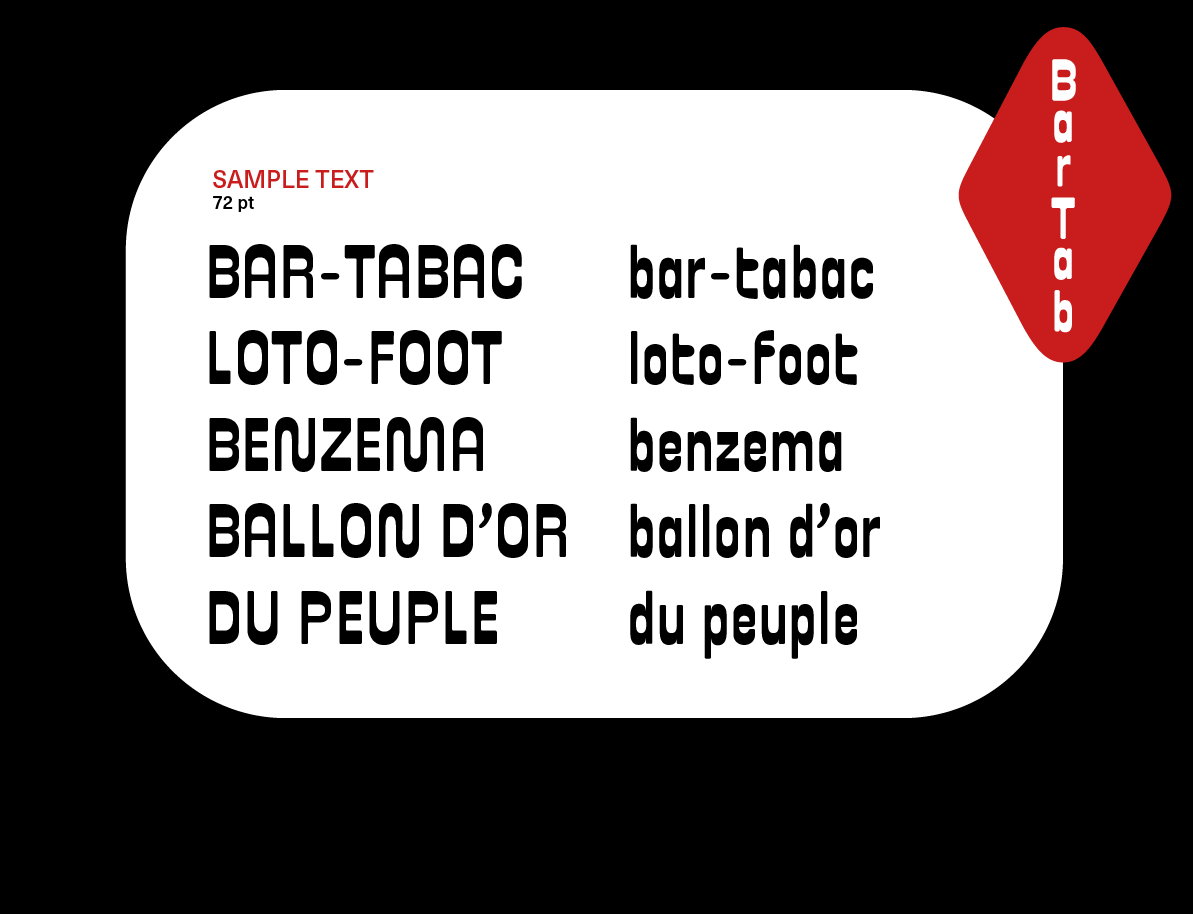 SAMPLE TEXT
72 pt
BAR-TABAC
LOTO-FOOT
BENZEMA
BALLON D’OR
DU PEUPLE
bar-tabac
loto-foot
benzema
ballon d’or
du peuple
BarTab